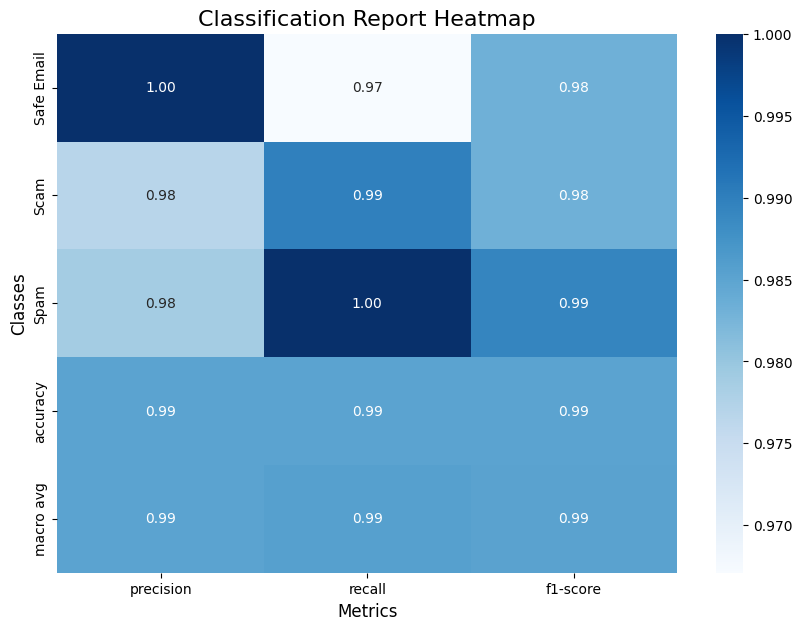 Classification Report Heatmap
Safe Email 1.00 0.97 0.98
Scam 0.98 0.99 0.98
Spam 0.98 1.00 0.99
accuracy 0.99 0.99 0.99
macro avg 0.99 0.99 0.99
Classes
precision recall f1-score
Metrics
1.000
0.995
0.990
0.985
0.980
0.975
0.970